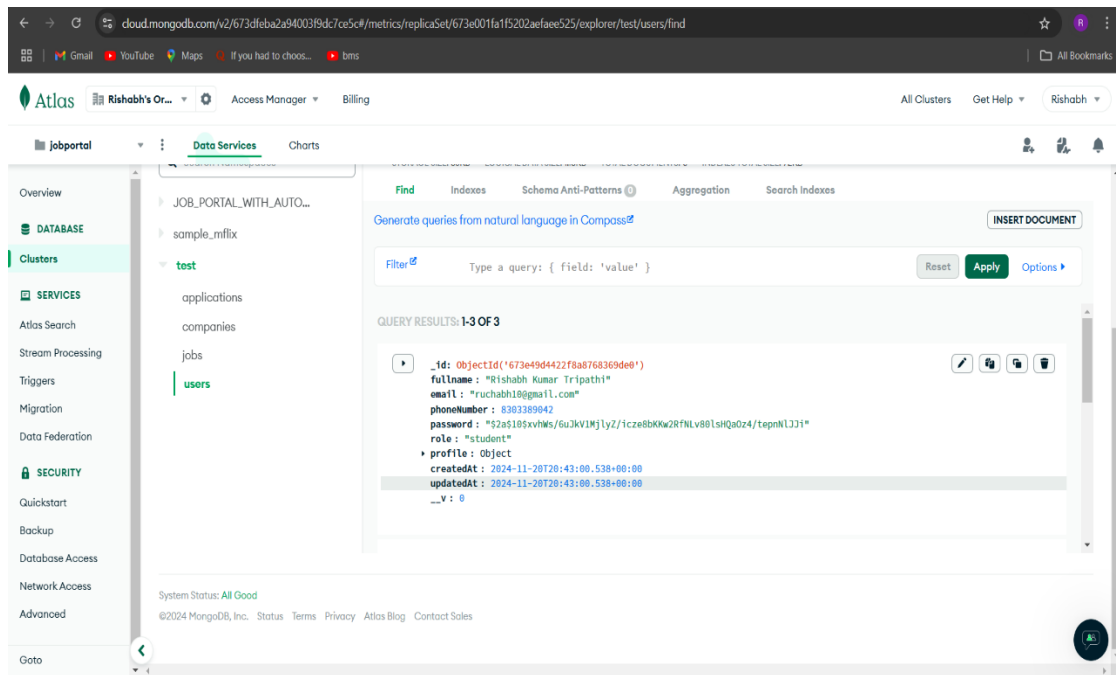 cloud.mongodb.com/v2/673dfeba2a94003f9dc7ce5c#/metrics/replicaSet/673e001fa1f5202aefaee525/explorer/test/users/find
R
Gmail YouTube Maps If you had to choos... bms All Bookmarks
Atlas Rishabh's Or... Access Manager Billing All Clusters Get Help Rishabh
jobportal Data Services Charts
Overview
DATABASE
Clusters
SERVICES
Atlas Search
Stream Processing
Triggers
Migration
Data Federation
SECURITY
Quickstart
Backup
Database Access
Network Access
Advanced
Goto
JOB_PORTAL_WITH_AUTO...
sample_mflix
test
applications
companies
jobs
users
Find Indexes Schema Anti-Patterns 0 Aggregation Search Indexes
Generate queries from natural language in Compass INSERT DOCUMENT
Filter Type a query: { field: 'value' } Reset Apply Options
QUERY RESULTS: 1-3 OF 3
_id: ObjectId('673e49d4422f8a8768369de0')
fullname : "Rishabh Kumar Tripathi"
email : "ruchabh10@gmail.com"
phoneNumber : 8303389042
password : "$2a$10$xvhWs/6uJkV1MjlyZ/icze8bKKw2RfNLv80lsHQaOz4/tepnNlJJi"
role : "student"
profile : Object
createdAt : 2024-11-20T20:43:00.538+00:00
updatedAt : 2024-11-20T20:43:00.538+00:00
__v : 0
System Status: All Good
©2024 MongoDB, Inc. Status Terms Privacy Atlas Blog Contact Sales